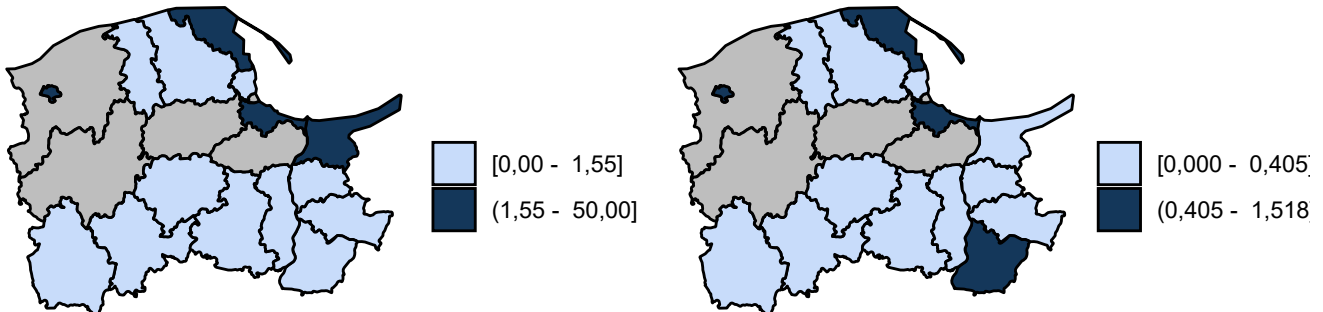 [0,00 -  1,55]
(1,55 -  50,00]
[0,000 -  0,405]
(0,405 -  1,518]